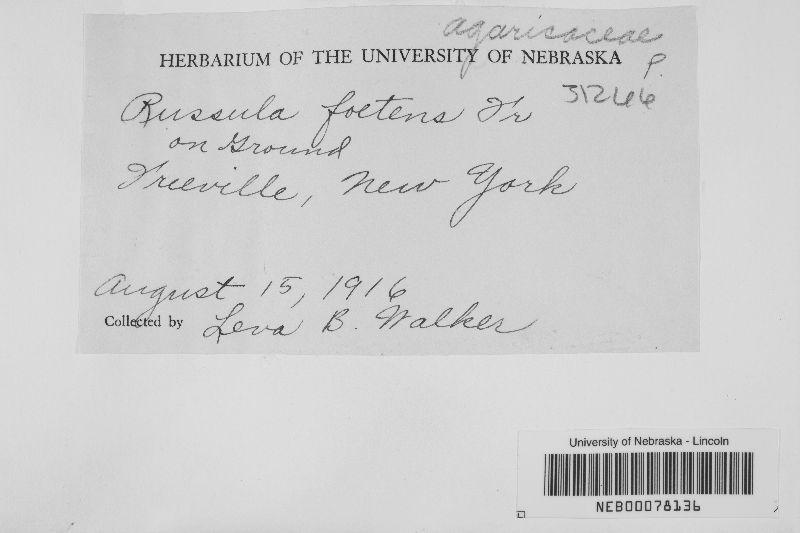 agaricaceae
HERBARIUM OF THE UNIVERSITY OF NEBRASKA
P.
31266
Russula foetens Fr
on Ground
Freeville, New York
August 15, 1916
Collected by Leva B. Walker
University of Nebraska - Lincoln
NEB00078136